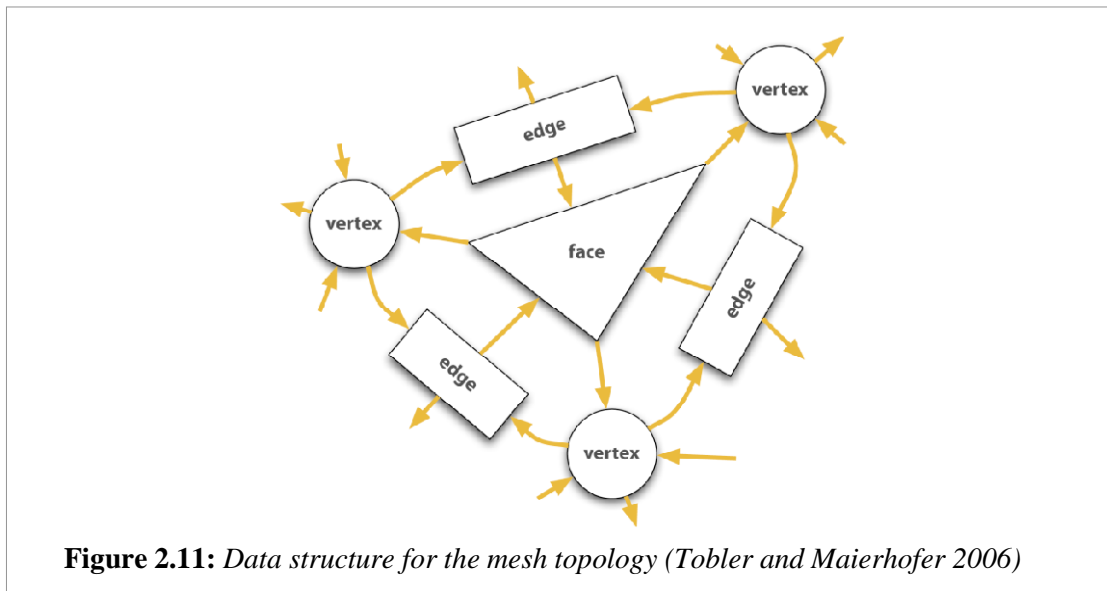 vertex
edge
vertex
face
edge
edge
vertex
Figure 2.11: Data structure for the mesh topology (Tobler and Maierhofer 2006)